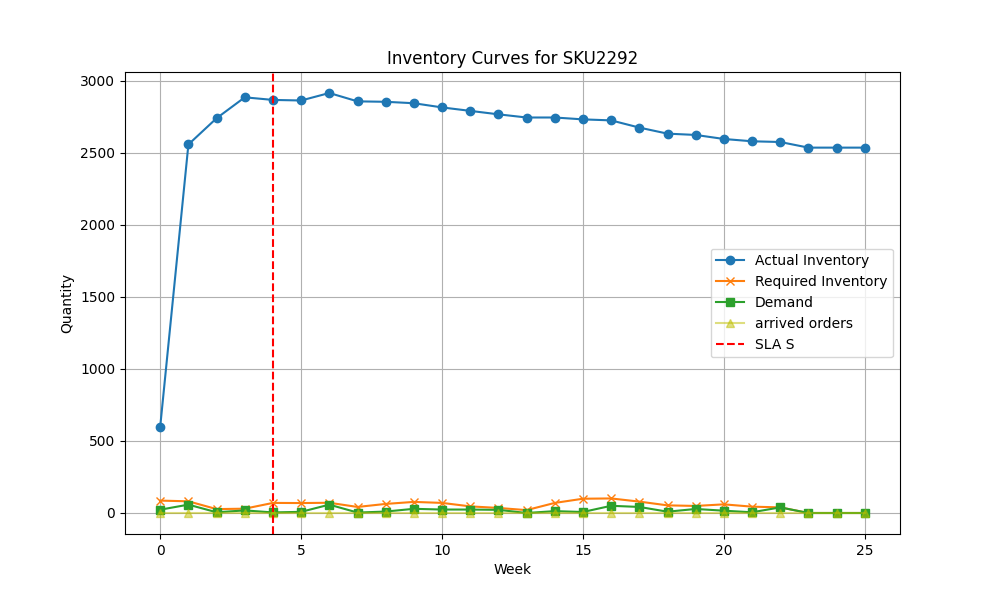 Inventory Curves for SKU2292
Quantity
3000
2500
2000
1500
1000
500
0
Actual Inventory
Required Inventory
Demand
arrived orders
SLA S
0 5 10 15 20 25
Week